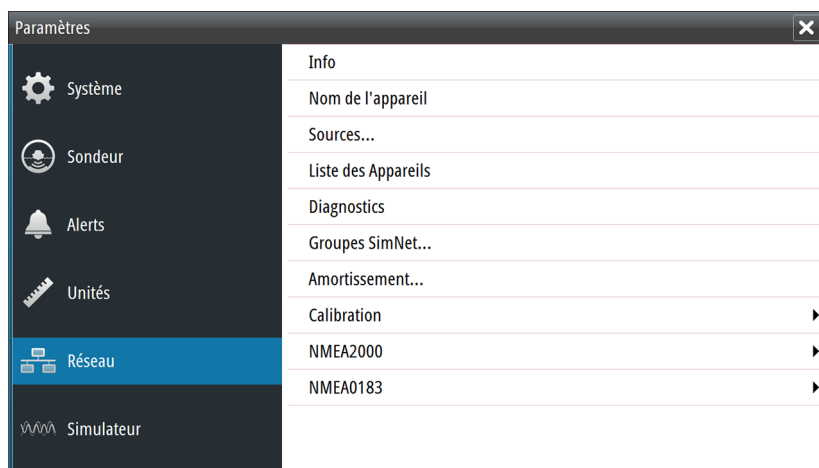 Paramètres
Système
Sondeur
Alerts
Unités
Réseau
Simulateur
Info
Nom de l'appareil
Sources...
Liste des Appareils
Diagnostics
Groupes SimNet...
Amortissement...
Calibration
NMEA2000
NMEA0183